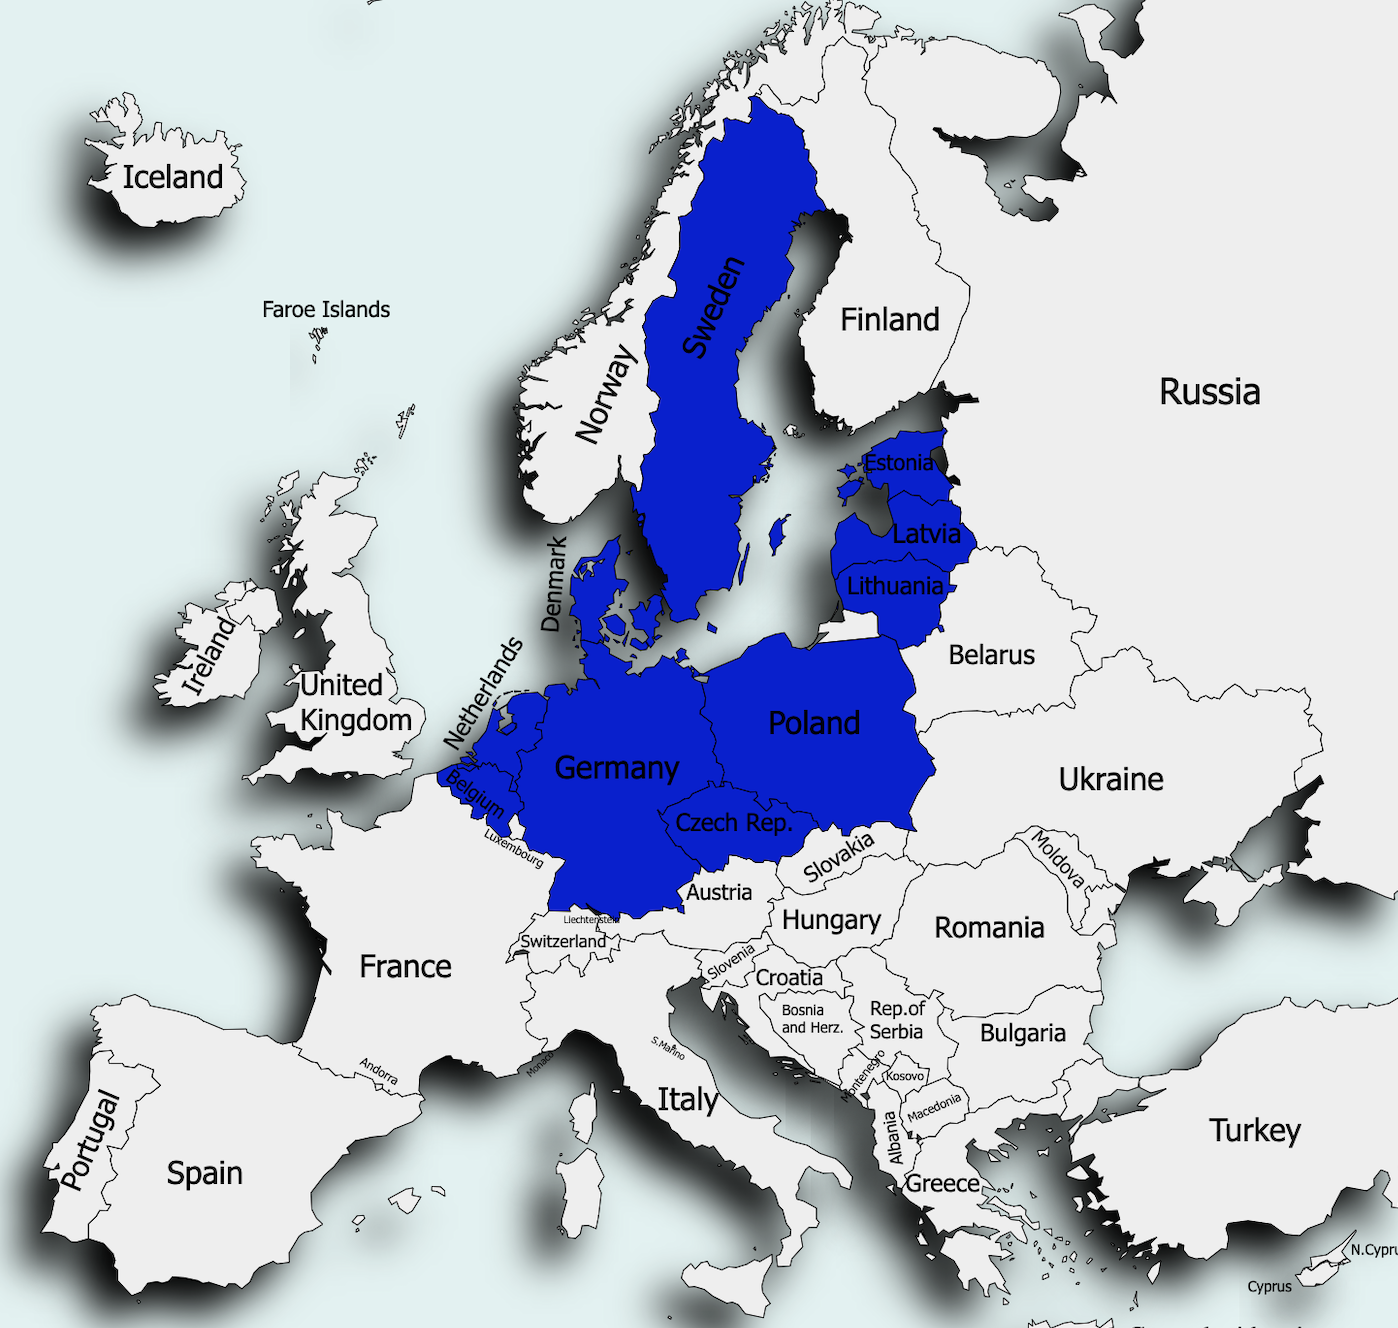 Iceland
Faroe Islands
Sweden
Finland
Norway
Russia
Estonia
Latvia
Lithuania
Denmark
Ireland
United
Kingdom
Netherlands
Belarus
Poland
Germany
Belgium
Ukraine
Czech Rep.
Luxembourg
Slovakia
Moldova
Austria
Liechtenstein
Switzerland
Hungary
Romania
France
Slovenia
Croatia
Bosnia
and Herz.
Rep.of
Serbia
Bulgaria
S.Marino
Monaco
Andorra
Montenegro
Kosovo
Macedonia
Italy
Albania
Portugal
Spain
Greece
Turkey
N.Cypru
Cyprus